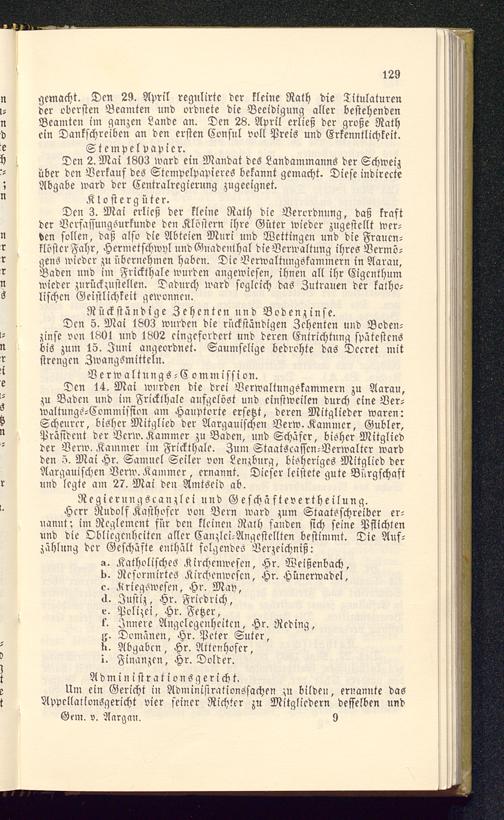 129
gemacht. Den 29. April regulirte der kleine Rath die Titulaturen
der obersten Beamten und ordnete die Beeidigung aller bestehenden
Beamten im ganzen Lande an. Den 28. April erließ der große Rath
ein Dankschreiben an den ersten Consul voll Preis und Erkenntlichkeit.
Stempelpapier.
Den 2. Mai 1803 ward ein Mandat des Landammanns der Schweiz
über den Verkauf des Stempelpapieres bekannt gemacht. Diese indirecte
Abgabe ward der Centralregierung zugeeignet.
Klostergüter.
Den 3. Mai erließ der kleine Rath die Verordnung, daß kraft
der Verfassungsurkunde den Klöstern ihre Güter wieder zugestellt wer-
den sollen, daß also die Abteien Muri und Wettingen und die Frauen-
klöster Fahr, Hermetschwyl und Gnadenthal die Verwaltung ihres Vermö-
gens wieder zu übernehmen haben. Die Verwaltungskammern in Aarau,
Baden und im Frickthale wurden angewiesen, ihnen all ihr Eigenthum
wieder zurückzustellen. Dadurch ward sogleich das Zutrauen der katho-
lischen Geistlichkeit gewonnen.
Rückständige Zehenten und Bodenzinse.
Den 5. Mai 1803 wurden die rückständigen Zehenten und Boden-
zinse von 1801 und 1802 eingefordert und deren Entrichtung spätestens
bis zum 15. Juni angeordnet. Saumselige bedrohte das Decret mit
strengen Zwangsmitteln.
Verwaltungs-Commission.
Den 14. Mai wurden die drei Verwaltungskammern zu Aarau,
zu Baden und im Frickthale aufgelöst und einstweilen durch eine Ver-
waltungs-Commission am Hauptorte ersetzt, deren Mitglieder waren:
Scheurer, bisher Mitglied der Aargauischen Verw. Kammer, Gubler,
Präsident der Verw. Kammer zu Baden, und Schäfer, bisher Mitglied
der Verw. Kammer im Frickthale. Zum Staatscassen-Verwalter ward
den 5. Mai Hr. Samuel Seiler von Lenzburg, bisheriges Mitglied der
Aargauischen Verw. Kammer, ernannt. Dieser leistete gute Bürgschaft
und legte am 27. Mai den Amtseid ab.
Regierungscanzlei und Geschäftevertheilung.
Herr Rudolf Kasthofer von Bern ward zum Staatschreiber er-
nannt; im Reglement für den kleinen Rath fanden sich seine Pflichten
und die Obliegenheiten aller Canzlei-Angestellten bestimmt. Die Auf-
zählung der Geschäfte enthält folgendes Verzeichniß:
a. Katholisches Kirchenwesen, Hr. Weißenbach,
b. Reformirtes Kirchenwesen, Hr. Hünerwadel,
c. Kriegswesen, Hr. May,
d. Justiz, Hr. Friedrich,
e. Polizei, Hr. Fetzer,
f. Innere Angelegenheiten, Hr. Reding,
g. Domänen, Hr. Peter Suter,
h. Abgaben, Hr. Attenhofer,
i. Finanzen, Hr. Dolder.
Administrationsgericht.
Um ein Gericht in Administrationssachen zu bilden, ernannte das
Appellationsgericht vier seiner Richter zu Mitgliedern desselben und
Gem. v. Aargau. 9